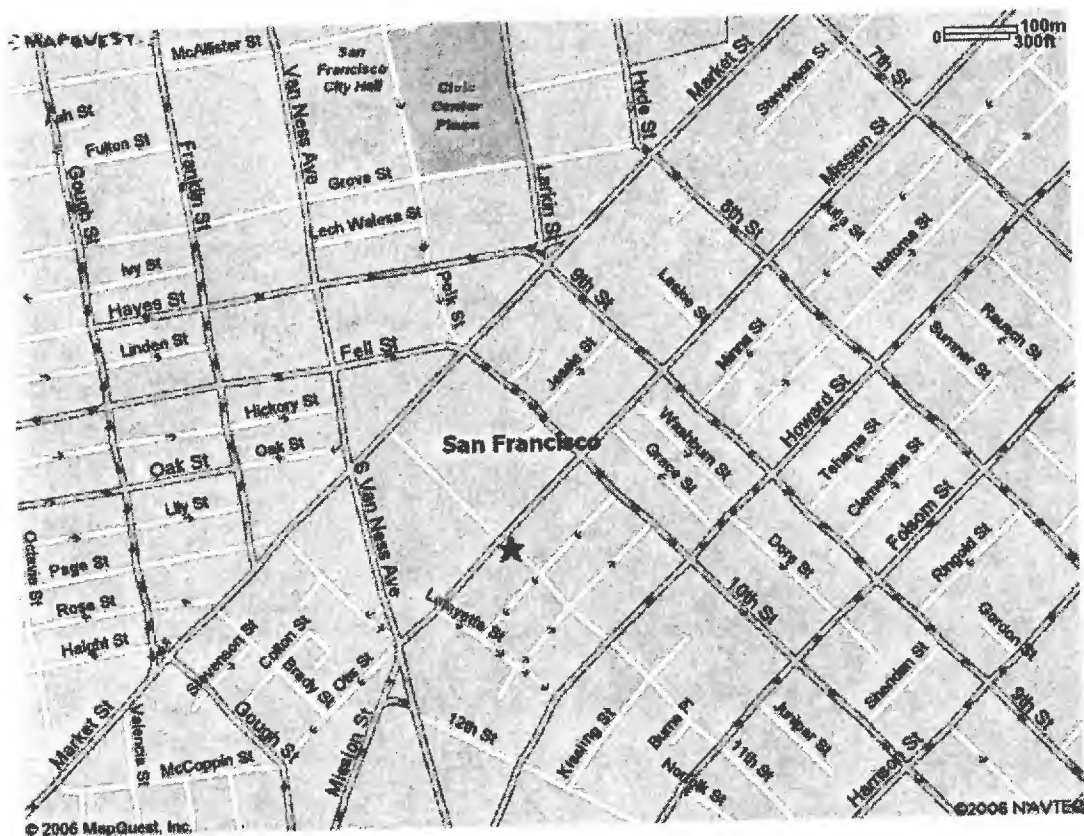 MAPQUEST
McAllister St
San
Francisco
City Hall
Civic
Center
Plaza
100m
0 300ft
Van Ness Ave
Hyde St
Market St
Stevenson St
7th St
Ash St
Fulton St
Franklin St
Gough St
Grove St
Larkin St
Mission St
Lech Walesa St
8th St
Julia St
Natoma St
Ivy St
Hayes St
Polk St
9th St
Laskie St
Rausch St
Linden St
Fell St
Jessie St
Minna St
Summer St
Hickory St
Howard St
Oak St
Oak St
San Francisco
Washburn St
Grace St
Tehama St
Clementina St
Lily St
S Van Ness Ave
Folsom St
Octavia St
Page St
Dore St
Ringold St
Rose St
Lafayette St
10th St
Gordon St
Haight St
Stevenson St
Colton St
Brady St
Otis St
Sheridan St
9th St
Market St
Valencia St
Gough St
Mission St
12th St
Kissling St
Burns Pl
Juniper St
11th St
McCoppin St
Norfolk St
Harrison St
© 2006 MapQuest, Inc.
©2006 NAVTEQ